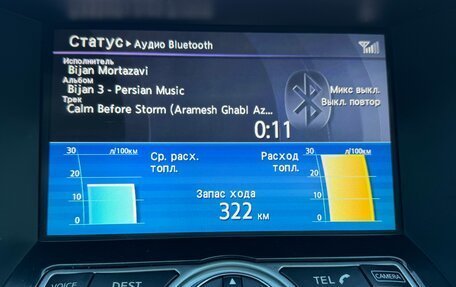 Статус ▸ Аудио Bluetooth
Исполнитель
Bijan Mortazavi
Альбом
Bijan 3 - Persian Music
Микс выкл.
Трек
Выкл. повтор
Calm Before Storm (Aramesh Ghabl Az...
0:11
30 л/100км
Ср. расх. топл.
Расход топл.
30 л/100км
20
20
10
10
0
0
Запас хода
322 км
VOICE
DEST
TEL
CAMERA